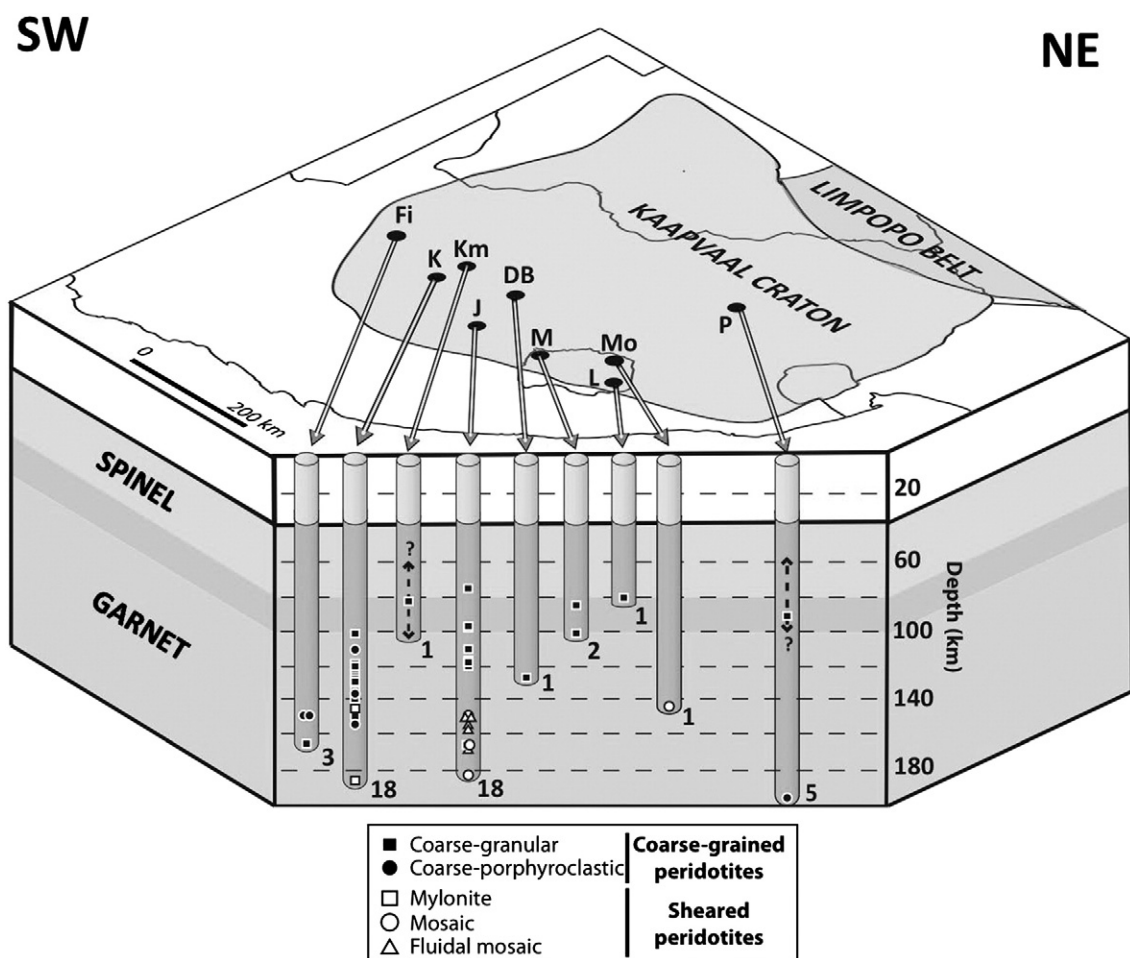 SW
NE
LIMPOPO BELT
KAAPVAAL CRATON
Fi
K
Km
DB
J
M
Mo
L
P
0
200 km
SPINEL
GARNET
20
60
100
140
180
Depth (km)
?
?
3
18
1
18
1
2
1
1
5
Coarse-granular
Coarse-porphyroclastic
Coarse-grained
peridotites
Mylonite
Mosaic
Fluidal mosaic
Sheared
peridotites